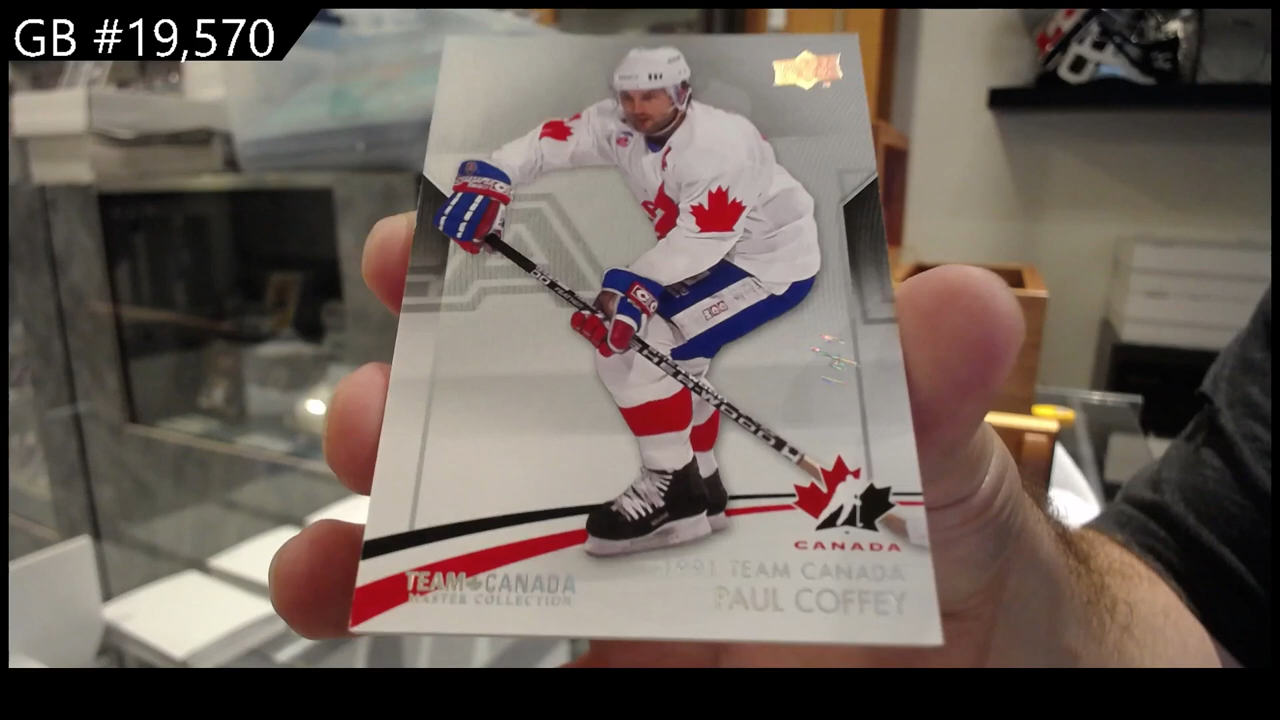 GB #19,570
CANADA
TEAM CANADA
MASTER COLLECTION
1991 TEAM CANADA
PAUL COFFEY